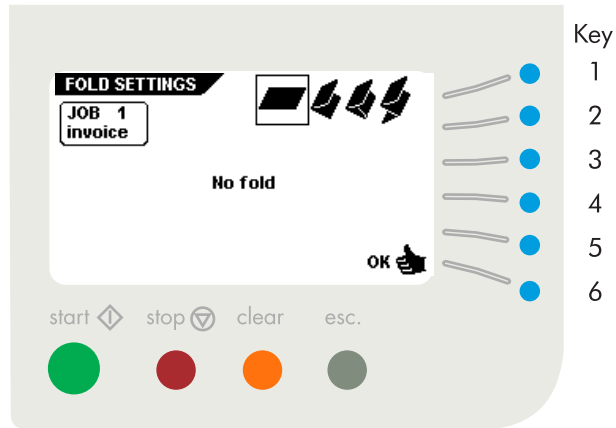 Key
FOLD SETTINGS
1
JOB 1
invoice
2
3
No fold
4
5
OK
6
start stop clear esc.